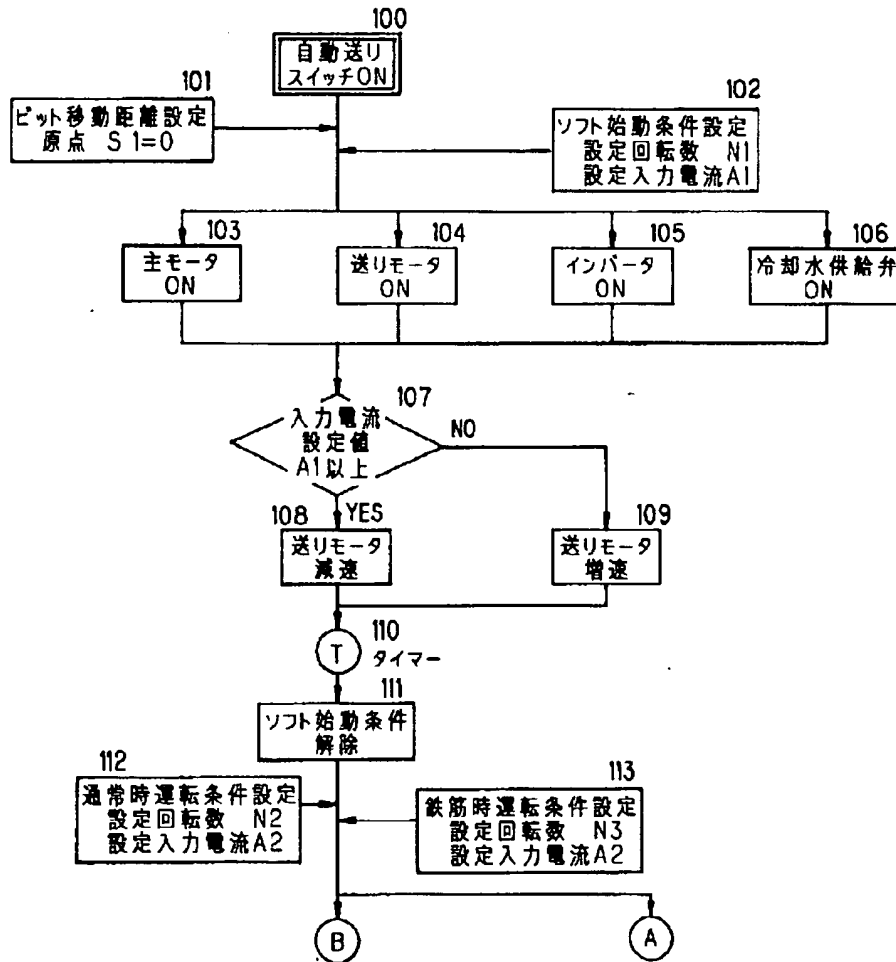 100
自動送り
スイッチON
101
ビット移動距離設定
原点 S1=0
102
ソフト始動条件設定
設定回転数 N1
設定入力電流A1
103
主モータ
ON
104
送りモータ
ON
105
インバータ
ON
106
冷却水供給弁
ON
107
入力電流
設定値
A1以上
NO
YES
108
送りモータ
減速
109
送りモータ
増速
110
T
タイマー
111
ソフト始動条件
解除
112
通常時運転条件設定
設定回転数 N2
設定入力電流A2
113
鉄筋時運転条件設定
設定回転数 N3
設定入力電流A2
B
A